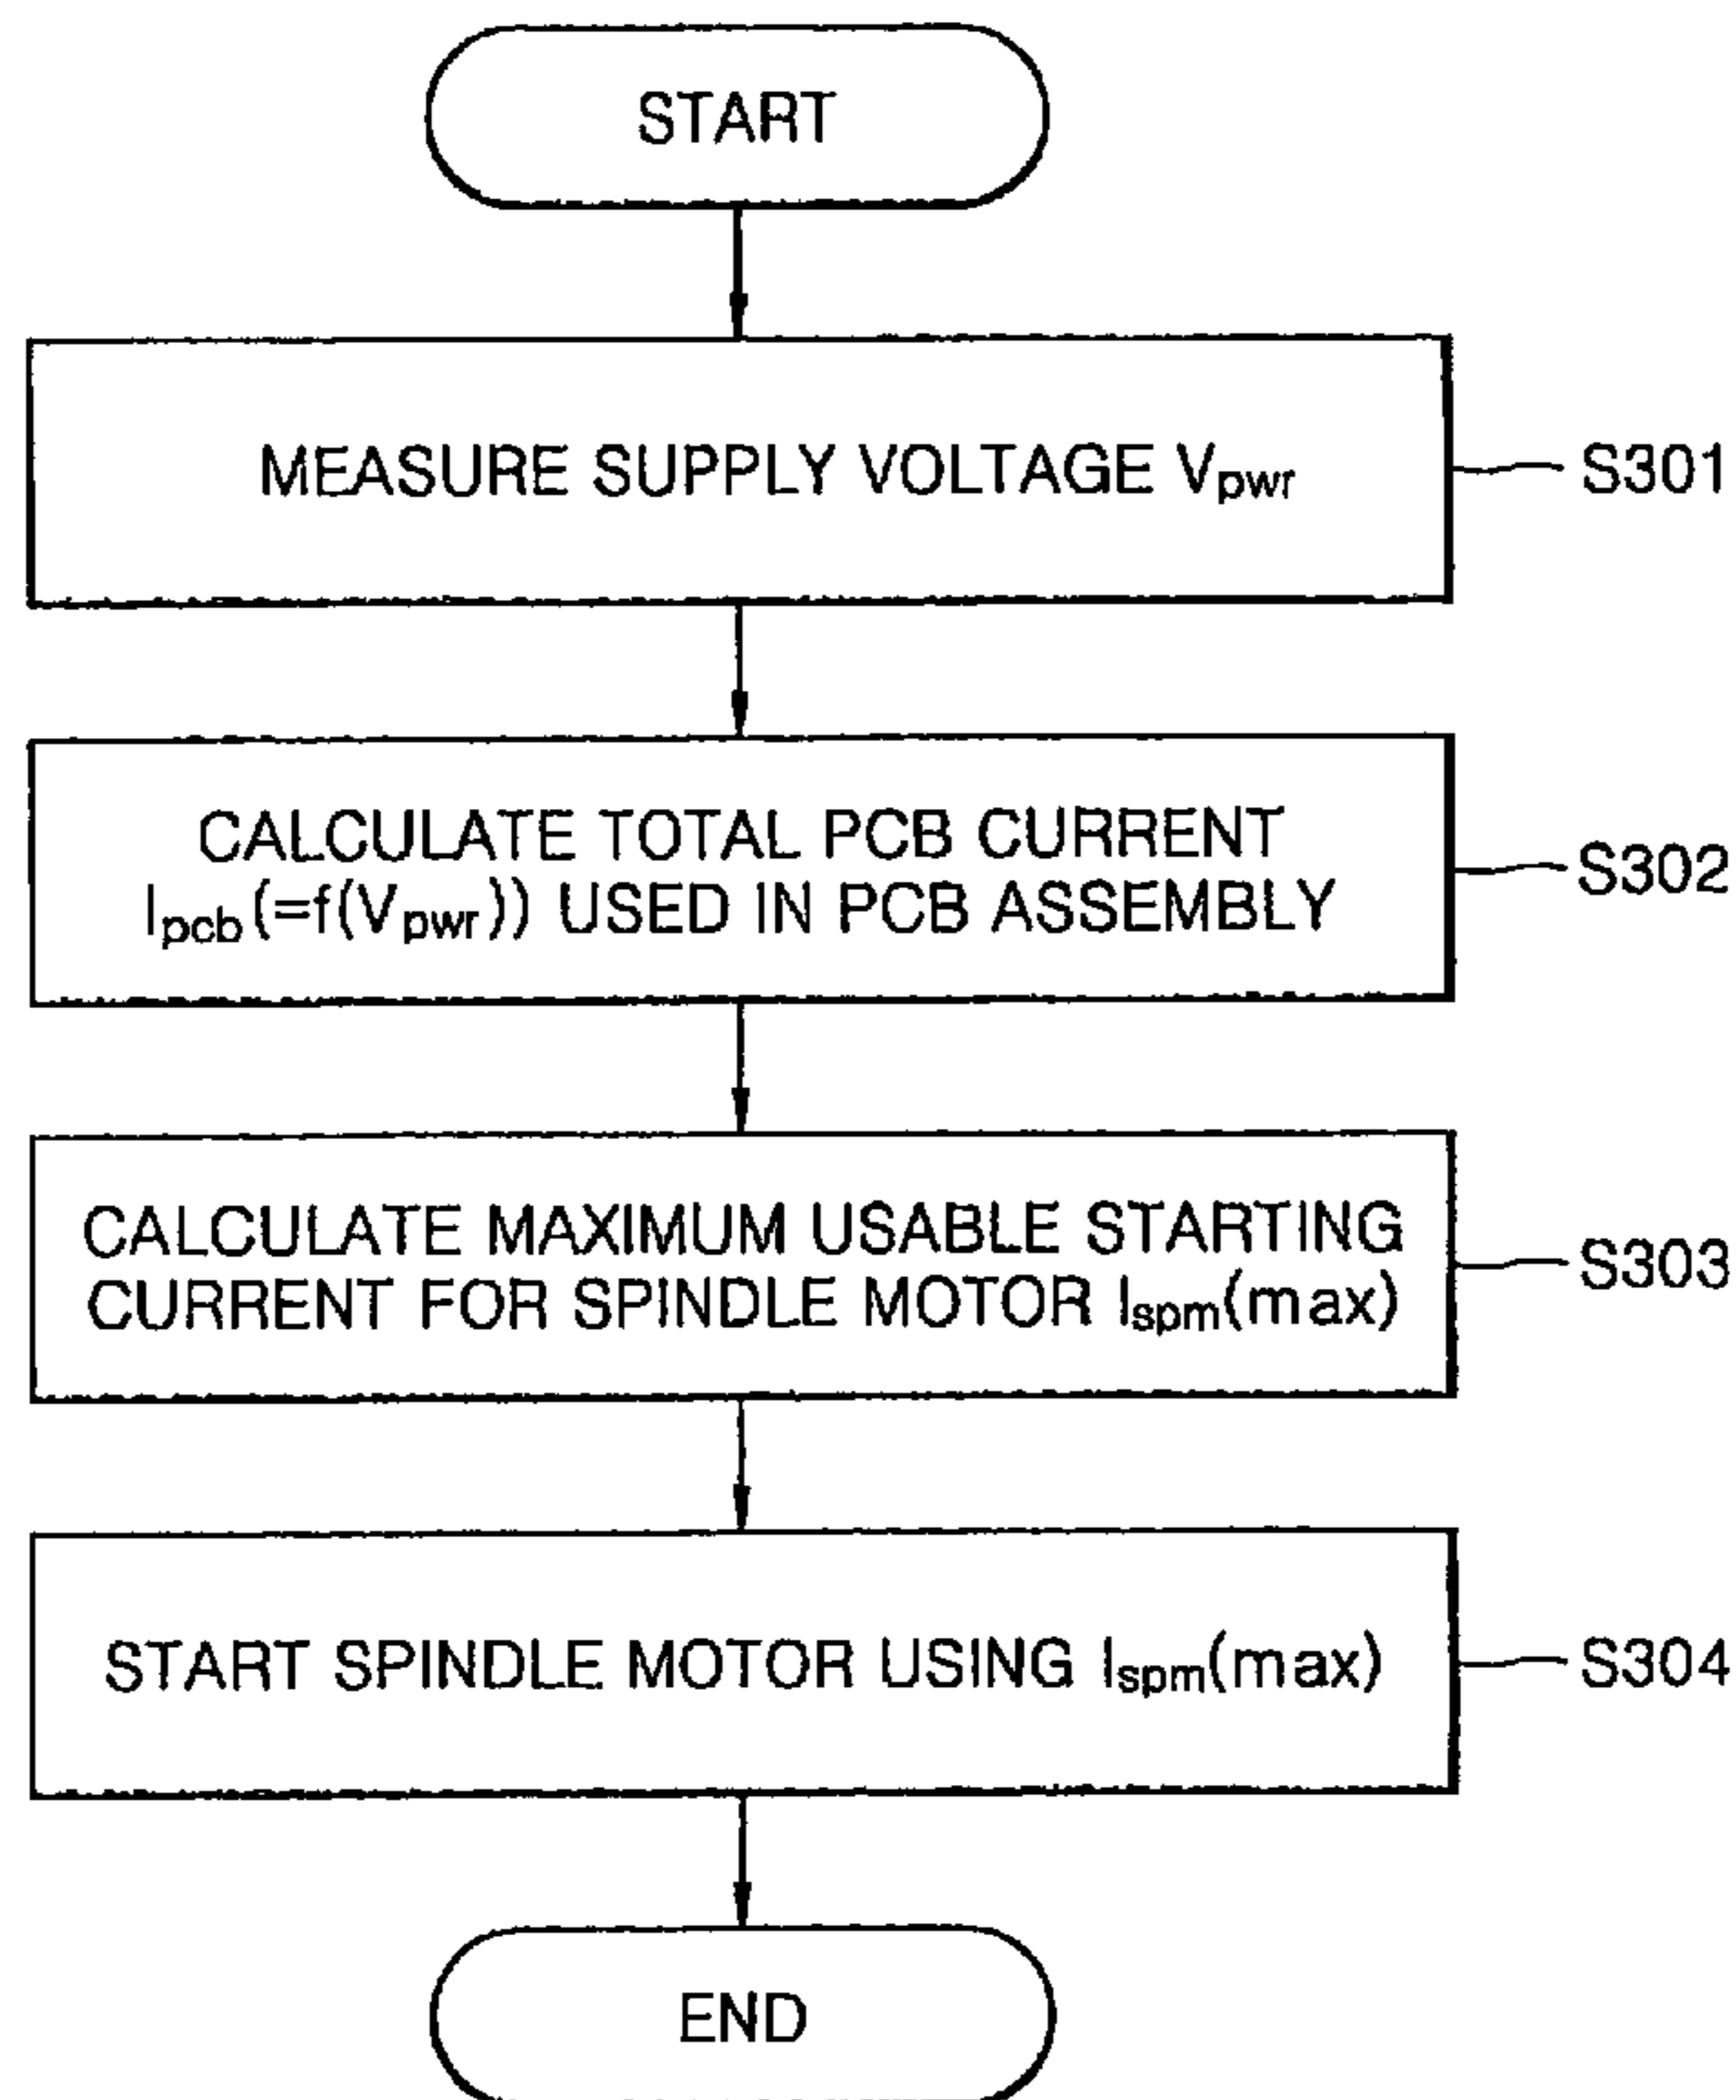 START
MEASURE SUPPLY VOLTAGE Vpwr
S301
CALCULATE TOTAL PCB CURRENT
Ipcb(=f(Vpwr)) USED IN PCB ASSEMBLY
S302
CALCULATE MAXIMUM USABLE STARTING
CURRENT FOR SPINDLE MOTOR Ispm(max)
S303
START SPINDLE MOTOR USING Ispm(max)
S304
END